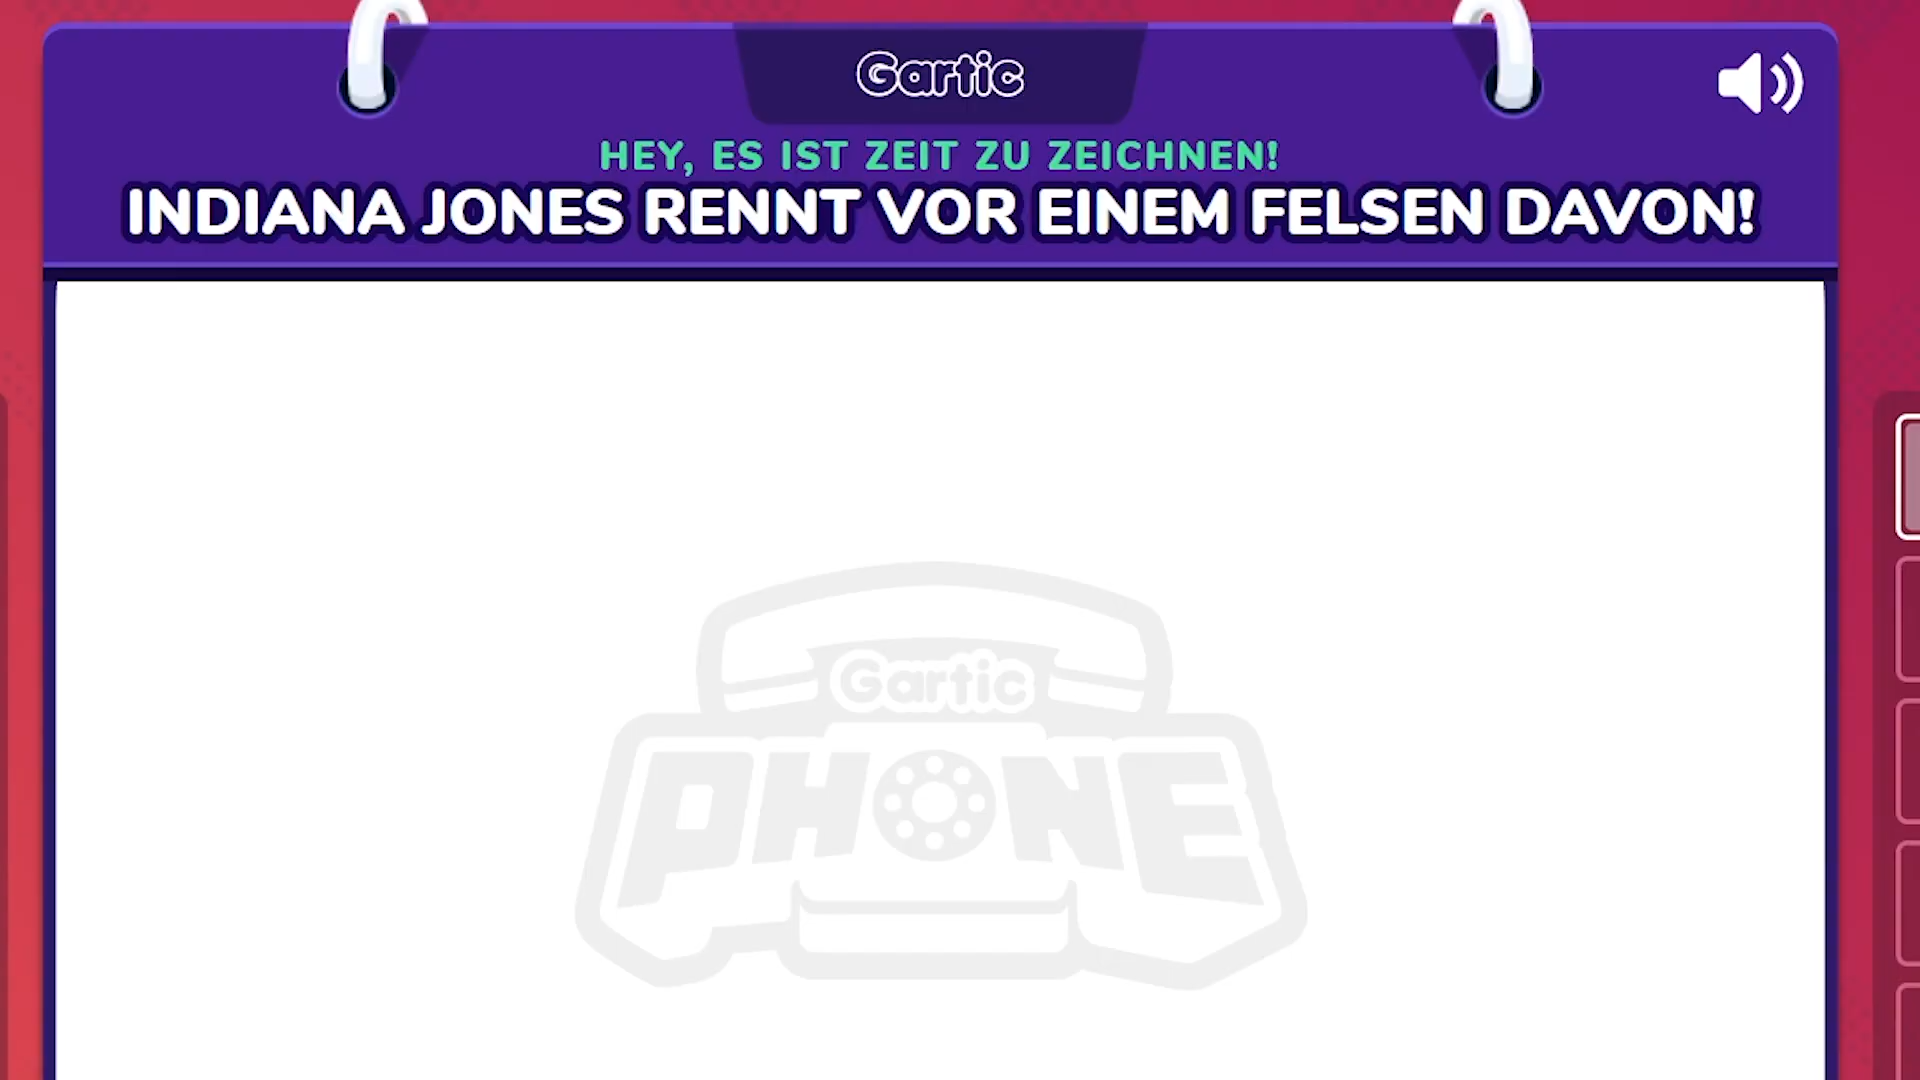 Gartic
HEY, ES IST ZEIT ZU ZEICHNEN!
INDIANA JONES RENNT VOR EINEM FELSEN DAVON!
Gartic
PHONE